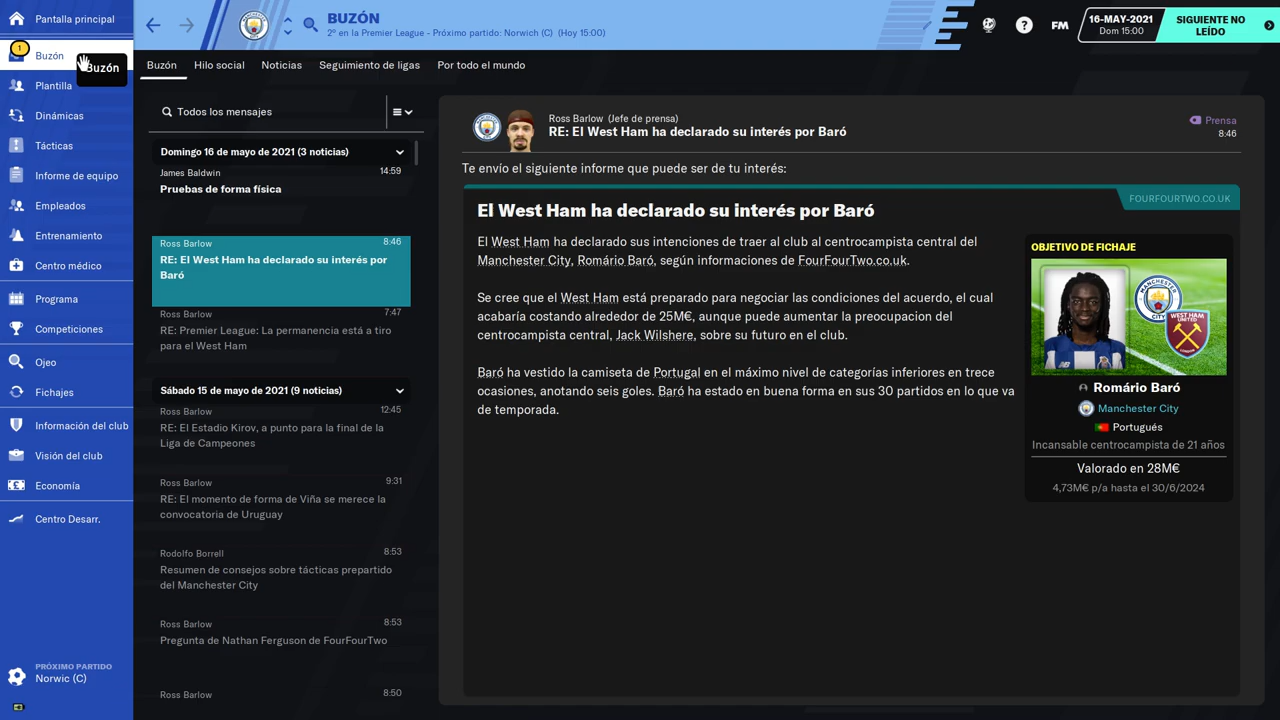 Pantalla principal
1
Buzón
Buzón
Plantilla
Dinámicas
Tácticas
Informe de equipo
Empleados
Entrenamiento
Centro médico
Programa
Competiciones
Ojeo
Fichajes
Información del club
Visión del club
Economía
Centro Desarr.
PRÓXIMO PARTIDO
Norwic (C)
BUZÓN
2º en la Premier League - Próximo partido: Norwich (C) (Hoy 15:00)
FM
16-MAY-2021
Dom 15:00
SIGUIENTE NO LEÍDO
Buzón
Hilo social
Noticias
Seguimiento de ligas
Por todo el mundo
Todos los mensajes
Domingo 16 de mayo de 2021 (3 noticias)
James Baldwin 14:59
Pruebas de forma física
Ross Barlow 8:46
RE: El West Ham ha declarado su interés por
Baró
Ross Barlow 7:47
RE: Premier League: La permanencia está a tiro
para el West Ham
Sábado 15 de mayo de 2021 (9 noticias)
Ross Barlow 12:45
RE: El Estadio Kirov, a punto para la final de la
Liga de Campeones
Ross Barlow 9:31
RE: El momento de forma de Viña se merece la
convocatoria de Uruguay
Rodolfo Borrell 8:53
Resumen de consejos sobre tácticas prepartido
del Manchester City
Ross Barlow 8:53
Pregunta de Nathan Ferguson de FourFourTwo
Ross Barlow 8:50
Ross Barlow (Jefe de prensa)
RE: El West Ham ha declarado su interés por Baró
Prensa
8:46
Te envío el siguiente informe que puede ser de tu interés:
FOURFOURTWO.CO.UK
El West Ham ha declarado su interés por Baró
El West Ham ha declarado sus intenciones de traer al club al centrocampista central del
Manchester City, Romário Baró, según informaciones de FourFourTwo.co.uk.
Se cree que el West Ham está preparado para negociar las condiciones del acuerdo, el cual
acabaría costando alrededor de 25M€, aunque puede aumentar la preocupacion del
centrocampista central, Jack Wilshere, sobre su futuro en el club.
Baró ha vestido la camiseta de Portugal en el máximo nivel de categorías inferiores en trece
ocasiones, anotando seis goles. Baró ha estado en buena forma en sus 30 partidos en lo que va
de temporada.
OBJETIVO DE FICHAJE
Romário Baró
Manchester City
Portugués
Incansable centrocampista de 21 años
Valorado en 28M€
4,73M€ p/a hasta el 30/6/2024